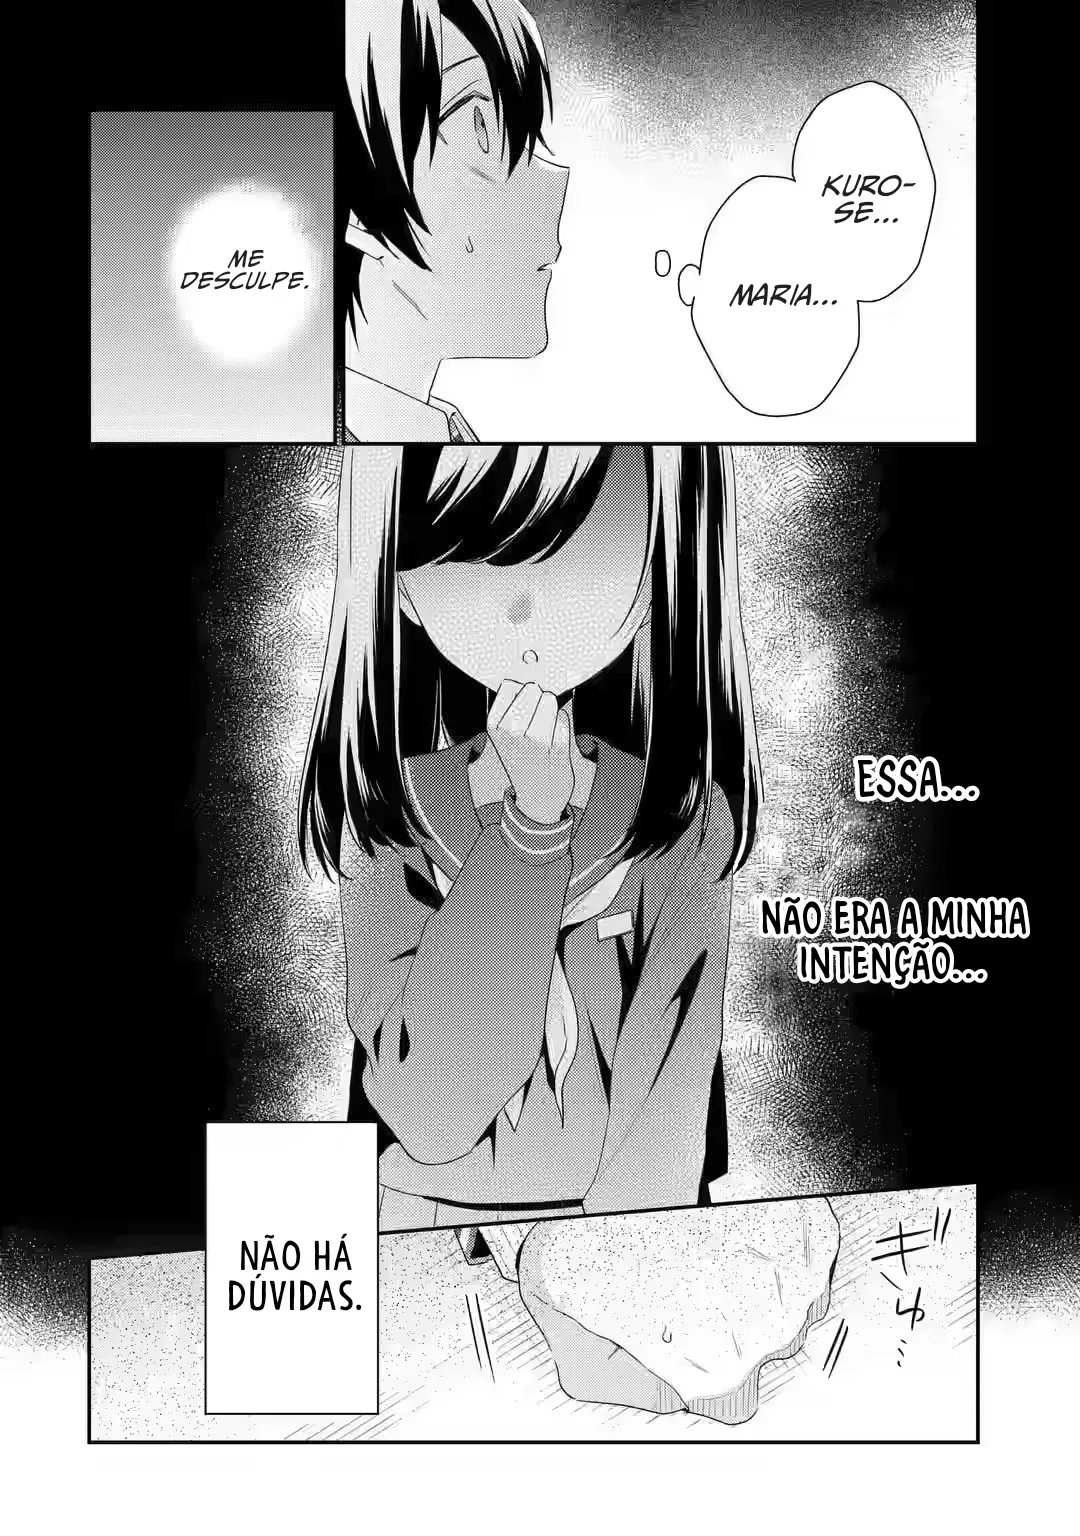 KURO-
SE...
MARIA...
ME
DESCULPE.
ESSA...
NÃO ERA A MINHA
INTENÇÃO...
NÃO HÁ
DÚVIDAS.
ギュ